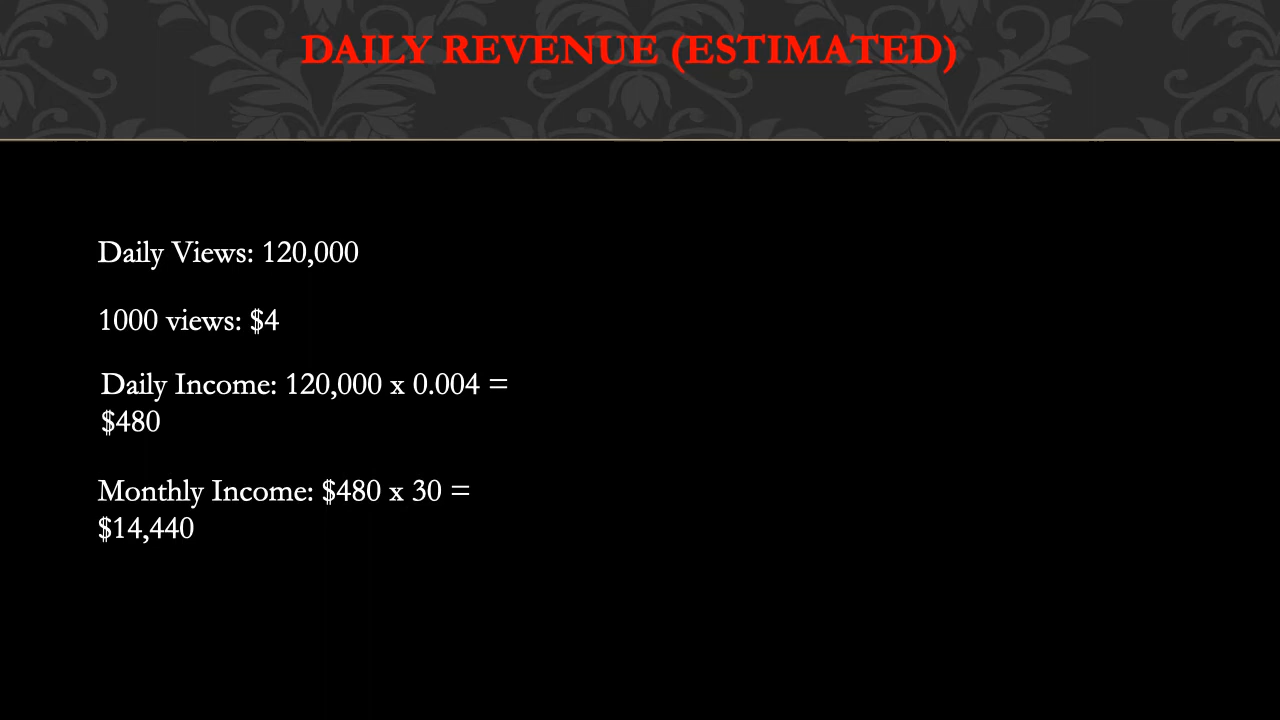 DAILY REVENUE (ESTIMATED)
Daily Views: 120,000
1000 views: $4
Daily Income: 120,000 x 0.004 =
$480
Monthly Income: $480 x 30 =
$14,440